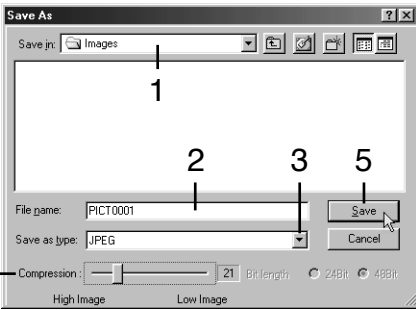 Save As
Save in: Images
1
2 3 5
File name: PICT0001 Save
Save as type: JPEG Cancel
Compression : 21 Bit length 24Bit 48Bit
High Image Low Image